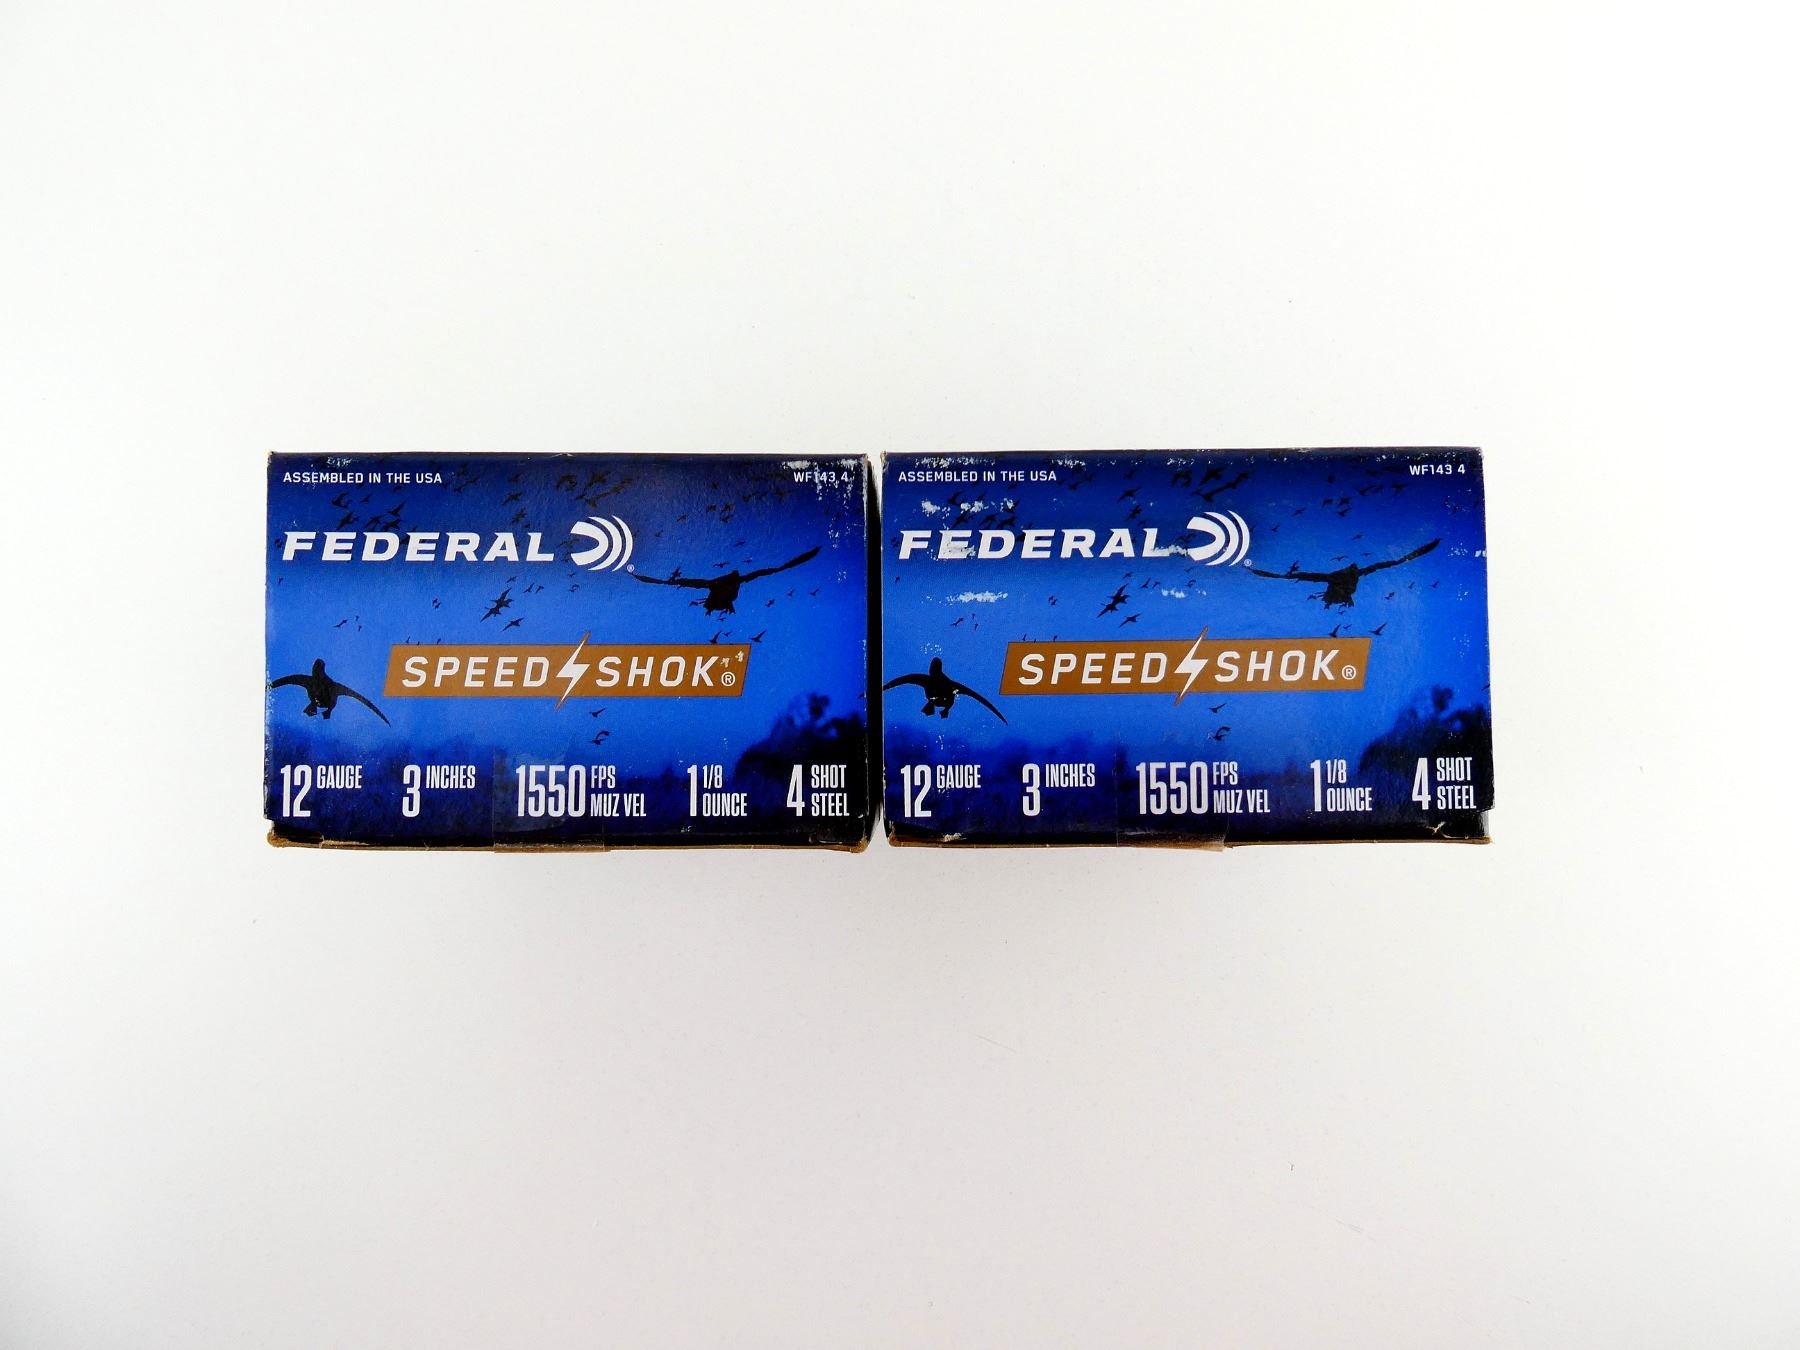 ASSEMBLED IN THE USA WF143 4
FEDERAL®
SPEED SHOK®
12 GAUGE 3 INCHES 1550 FPS MUZ VEL 1 1/8 OUNCE 4 SHOT STEEL
ASSEMBLED IN THE USA WF143 4
FEDERAL®
SPEED SHOK®
12 GAUGE 3 INCHES 1550 FPS MUZ VEL 1 1/8 OUNCE 4 SHOT STEEL